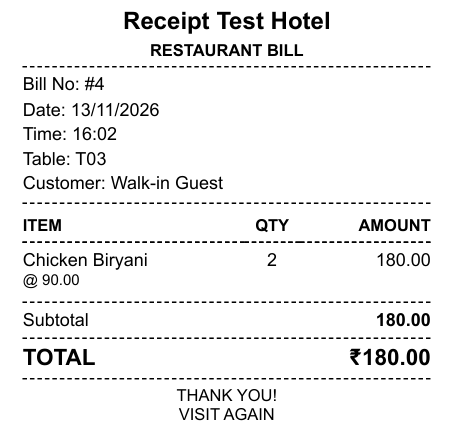 Receipt Test Hotel
RESTAURANT BILL
Bill No: #4
Date: 13/11/2026
Time: 16:02
Table: T03
Customer: Walk-in Guest
ITEM QTY AMOUNT
Chicken Biryani 2 180.00
@ 90.00
Subtotal 180.00
TOTAL ₹180.00
THANK YOU!
VISIT AGAIN